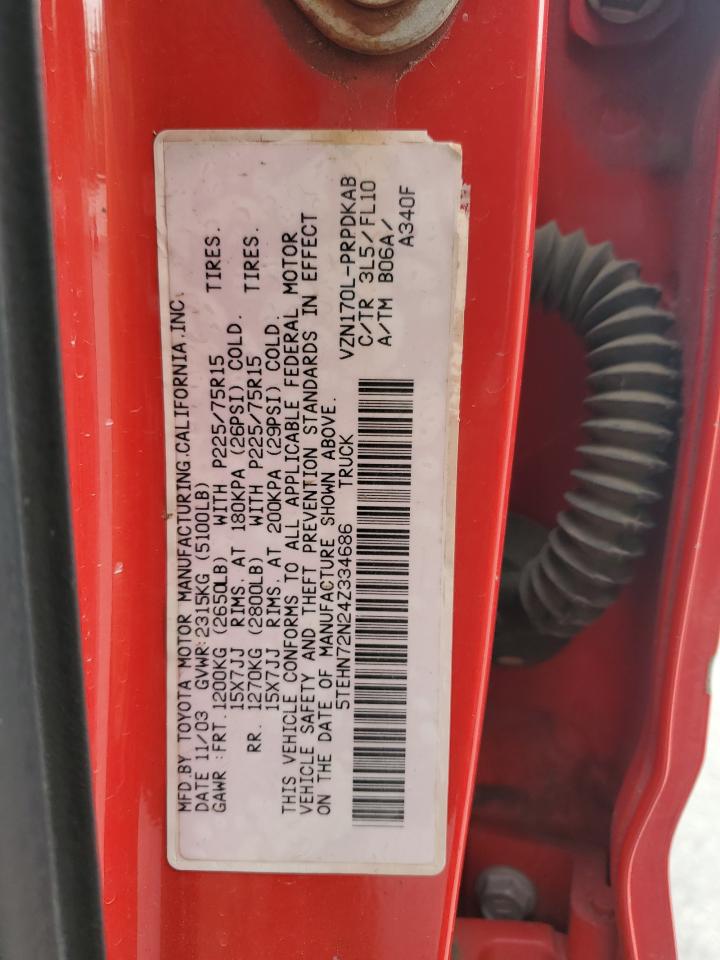 MFD.BY TOYOTA MOTOR MANUFACTURING.CALIFORNIA.INC.
DATE 11/03 GVWR:2315KG (5100LB)
GAWR :FRT.1200KG (2650LB) WITH P225/75R15 TIRES.
15X7JJ RIMS. AT 180KPA (26PSI) COLD.
RR. 1270KG (2800LB) WITH P225/75R15 TIRES.
15X7JJ RIMS. AT 200KPA (29PSI) COLD.
THIS VEHICLE CONFORMS TO ALL APPLICABLE FEDERAL MOTOR
VEHICLE SAFETY AND THEFT PREVENTION STANDARDS IN EFFECT
ON THE DATE OF MANUFACTURE SHOWN ABOVE.
5TEHN72N24Z334686 TRUCK
VZN170L-PRPDKAB
C/TR 3L5/FL10
A/TM B06A/
A340F